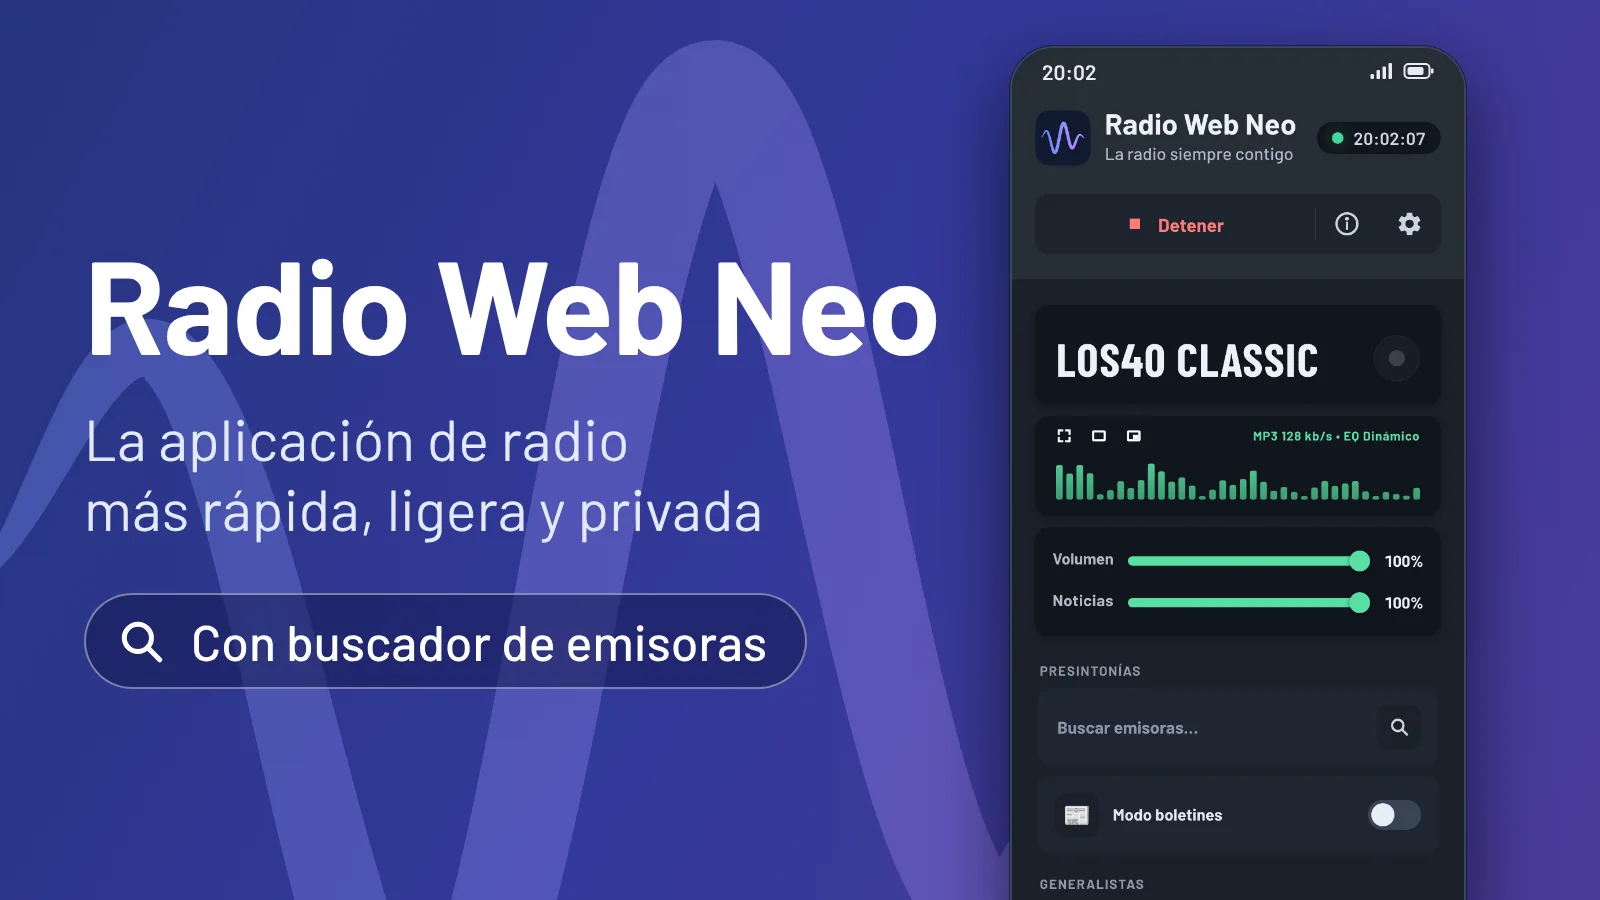 Radio Web Neo
La aplicación de radio
más rápida, ligera y privada
Con buscador de emisoras
20:02
Radio Web Neo
La radio siempre contigo
20:02:07
Detener
LOS40 CLASSIC
MP3 128 kb/s • EQ Dinámico
Volumen 100%
Noticias 100%
PRESINTONÍAS
Buscar emisoras...
Modo boletines
GENERALISTAS